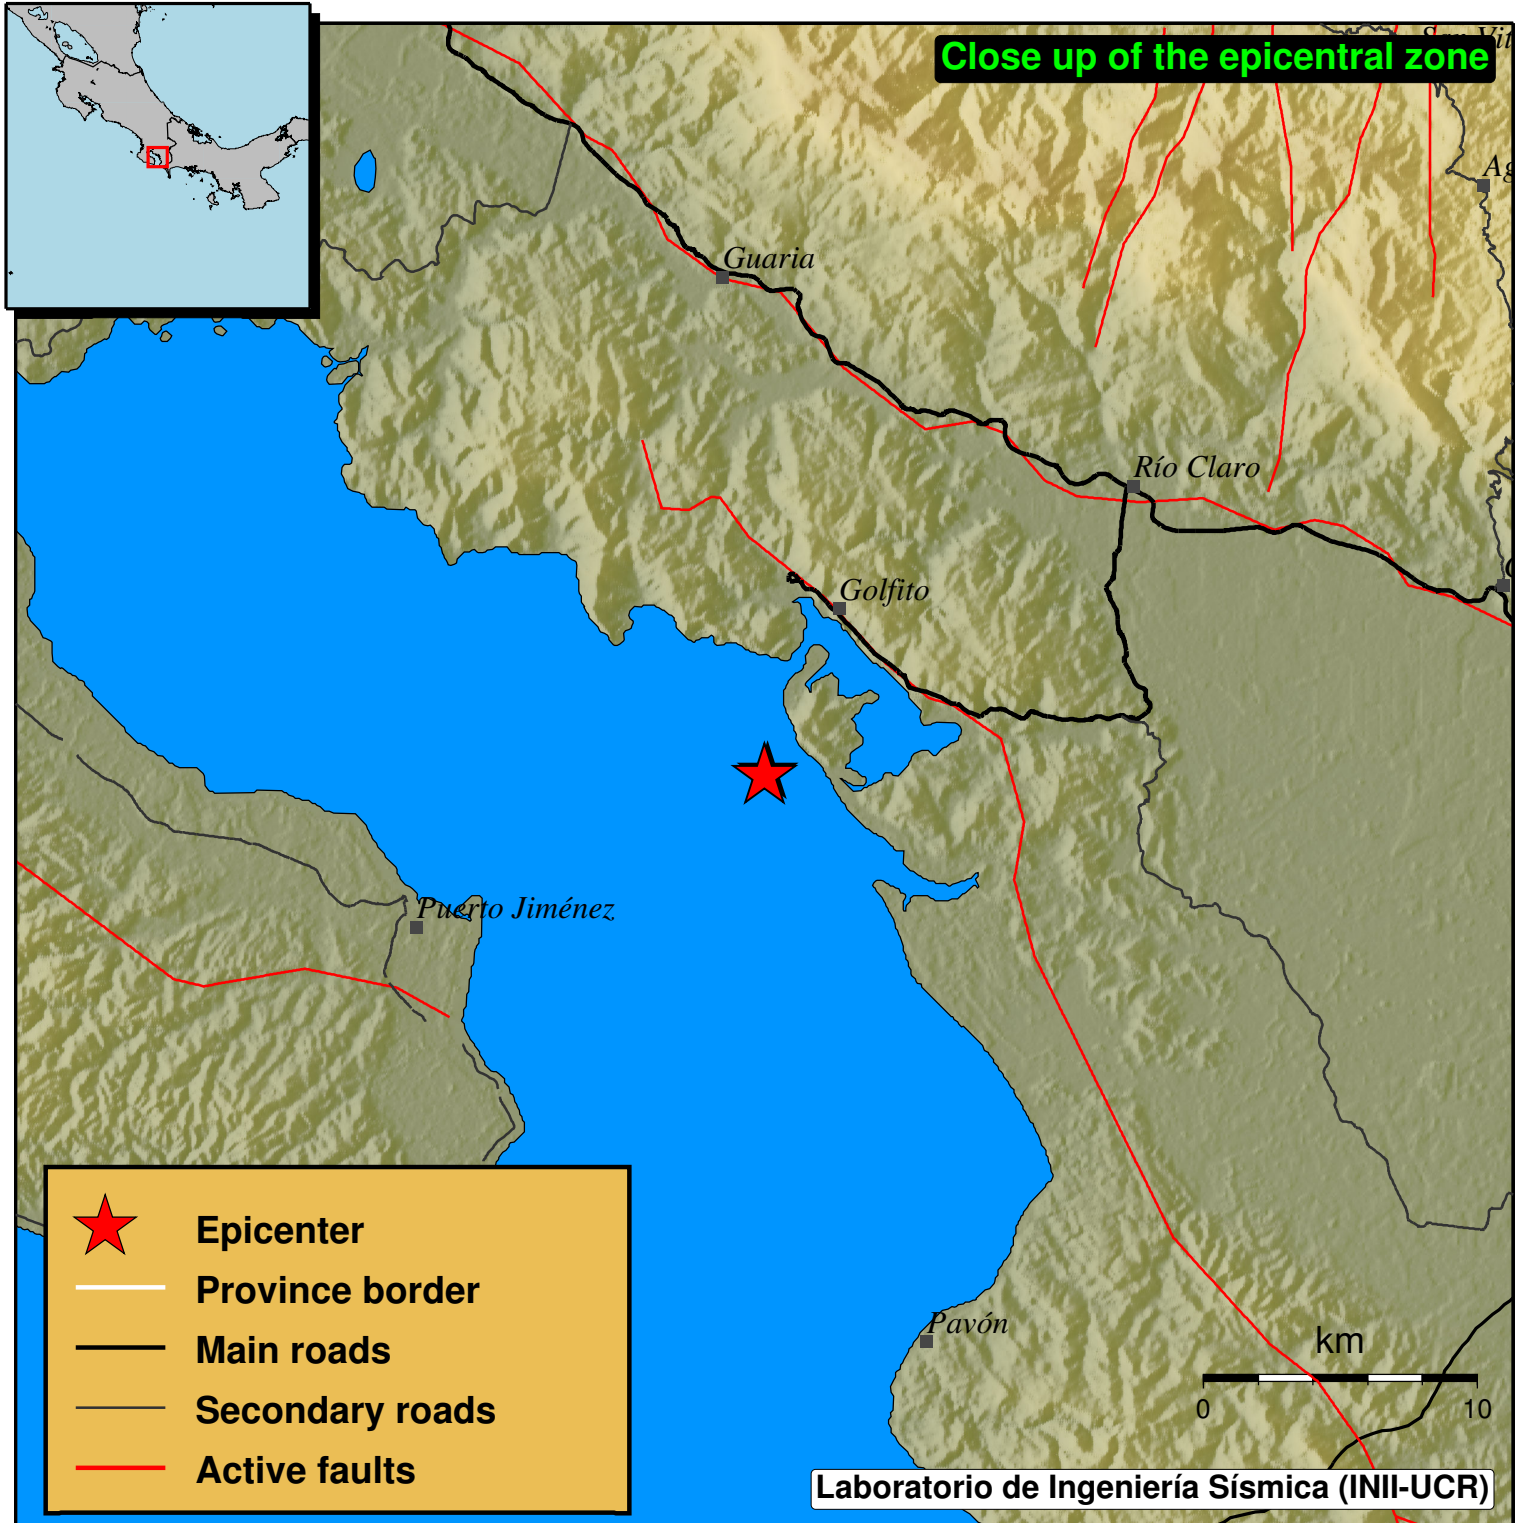 Close up of the epicentral zone
Guaria
Río Claro
Golfito
Puerto Jiménez
Pavón
km
0 10
Epicenter
Province border
Main roads
Secondary roads
Active faults
Laboratorio de Ingeniería Sísmica (INII-UCR)